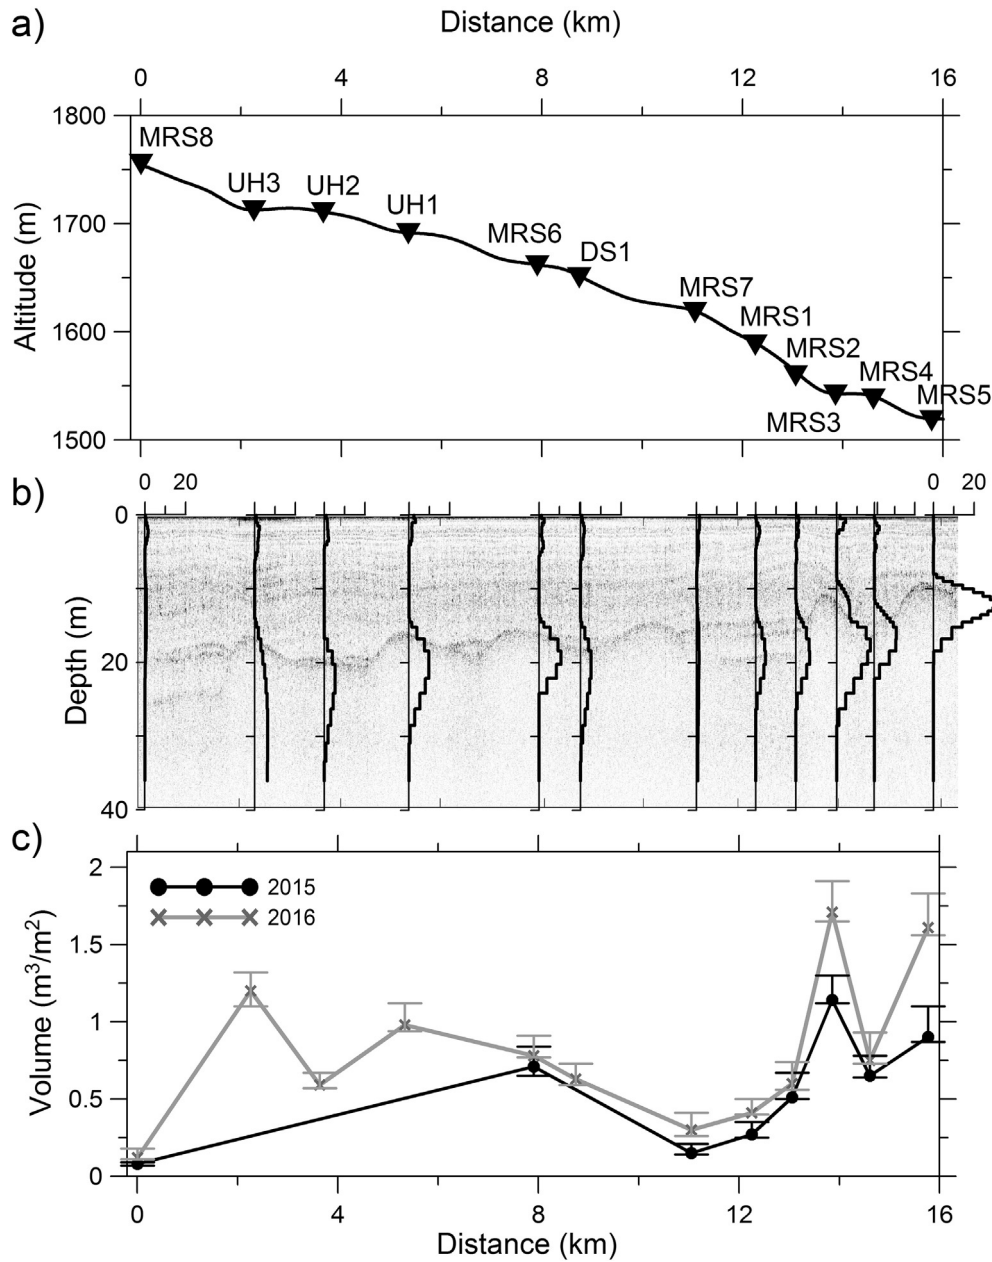 a)
Distance (km)
0 4 8 12 16
Altitude (m)
1800
1700
1600
1500
MRS8
UH3
UH2
UH1
MRS6
DS1
MRS7
MRS1
MRS2
MRS3
MRS4
MRS5
b)
0 20
0 20
Depth (m)
0
20
40
c)
Volume (m³/m²)
2
1.5
1
0.5
0
2015
2016
0 4 8 12 16
Distance (km)